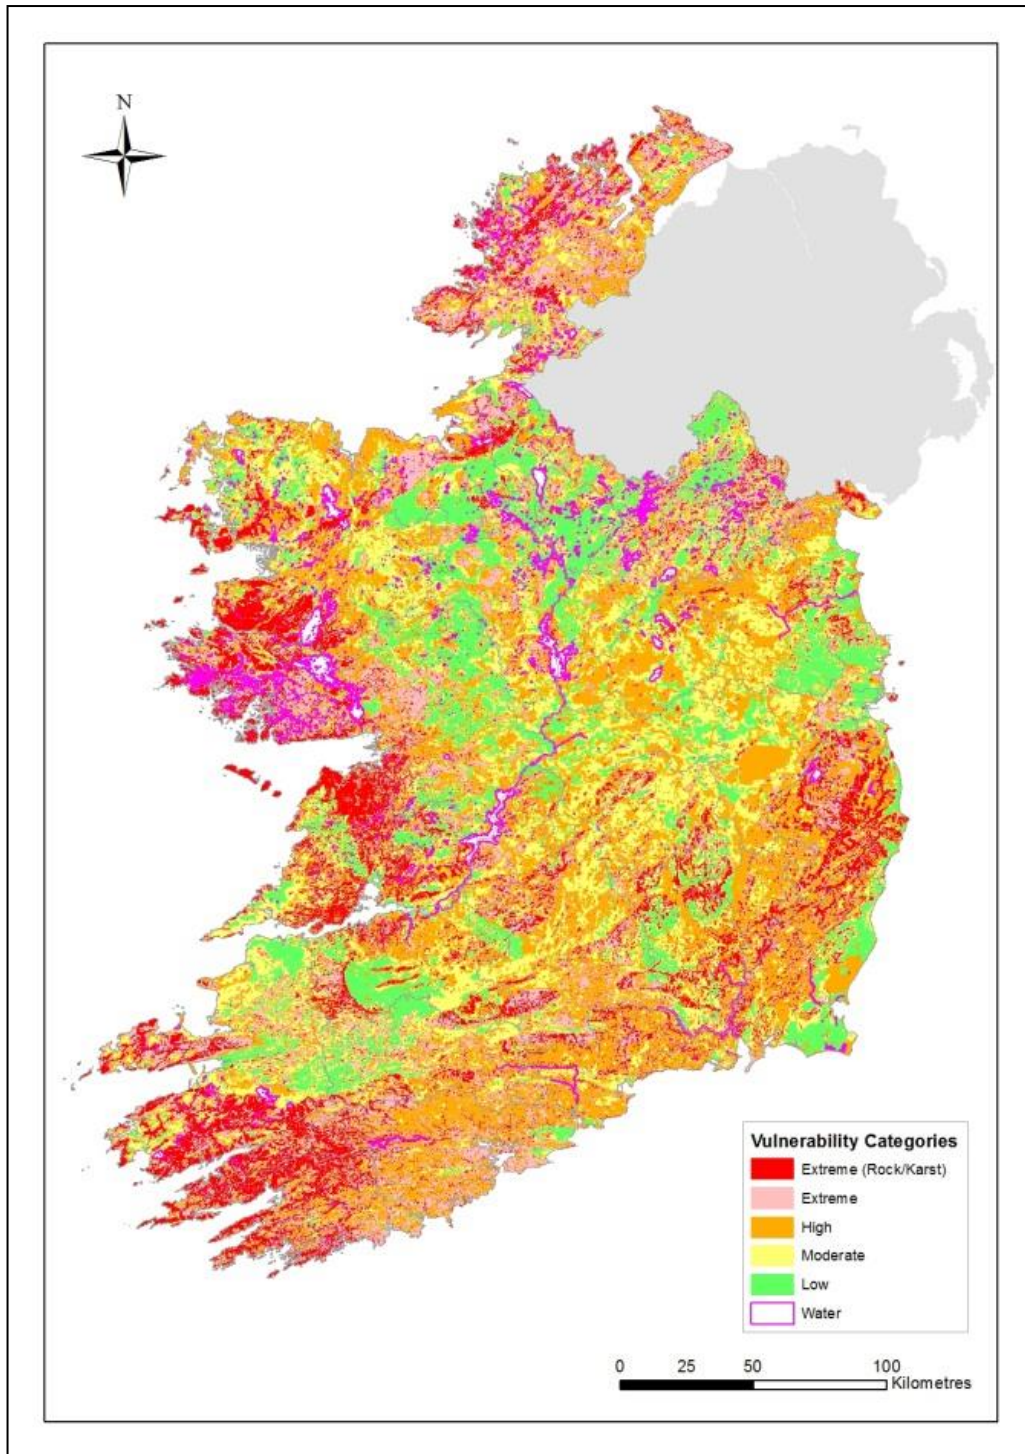 N
Vulnerability Categories
Extreme (Rock/Karst)
Extreme
High
Moderate
Low
Water
0 25 50 100
Kilometres